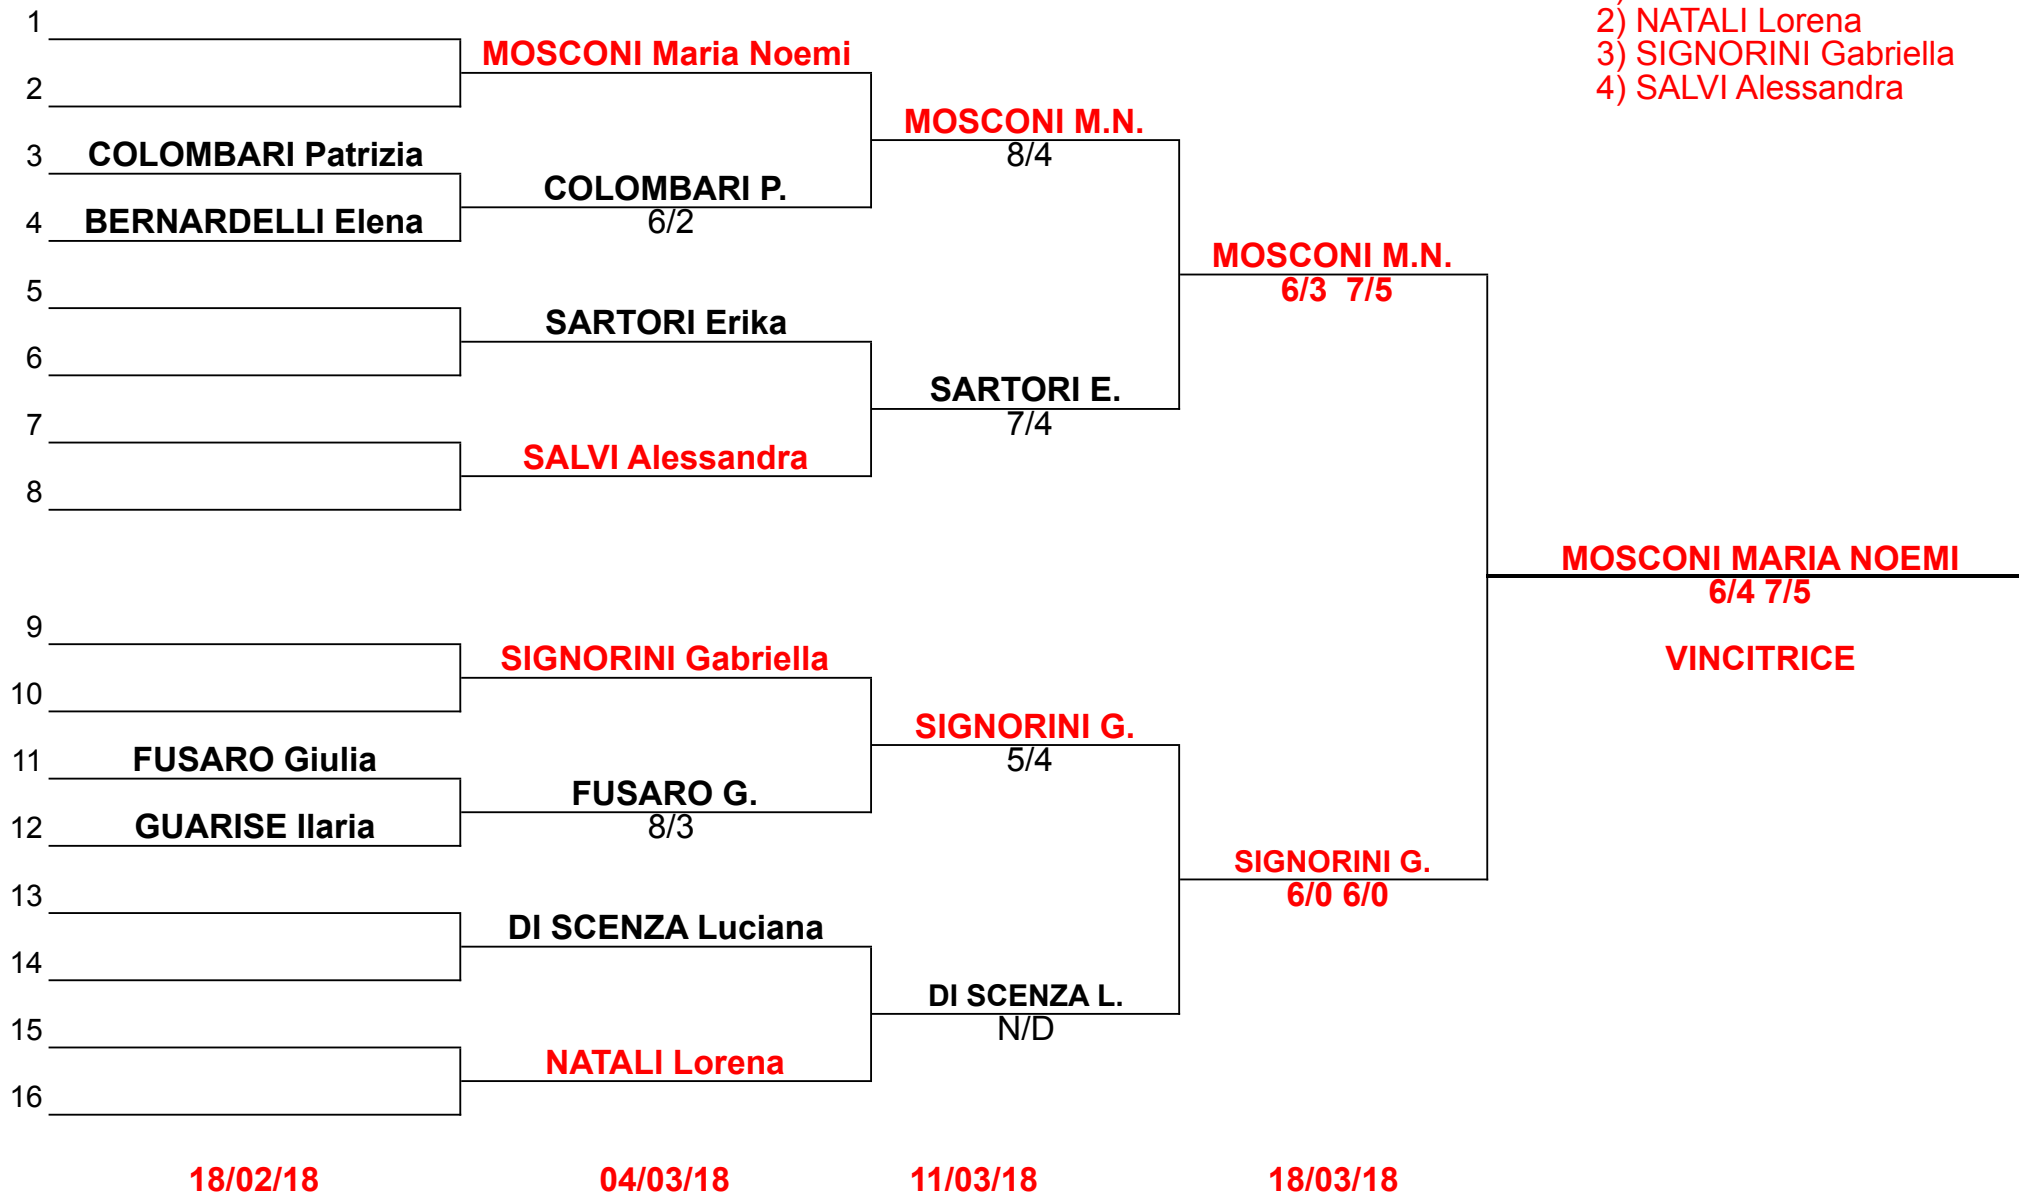 2) NATALI Lorena
3) SIGNORINI Gabriella
4) SALVI Alessandra
1
MOSCONI Maria Noemi
2
MOSCONI M.N.
8/4
3 COLOMBARI Patrizia
COLOMBARI P.
6/2
4 BERNARDELLI Elena
MOSCONI M.N.
6/3 7/5
5
SARTORI Erika
6
SARTORI E.
7/4
7
SALVI Alessandra
8
MOSCONI MARIA NOEMI
6/4 7/5
VINCITRICE
9
SIGNORINI Gabriella
10
SIGNORINI G.
5/4
11 FUSARO Giulia
FUSARO G.
8/3
12 GUARISE Ilaria
SIGNORINI G.
6/0 6/0
13
DI SCENZA Luciana
14
DI SCENZA L.
N/D
15
NATALI Lorena
16
18/02/18 04/03/18 11/03/18 18/03/18